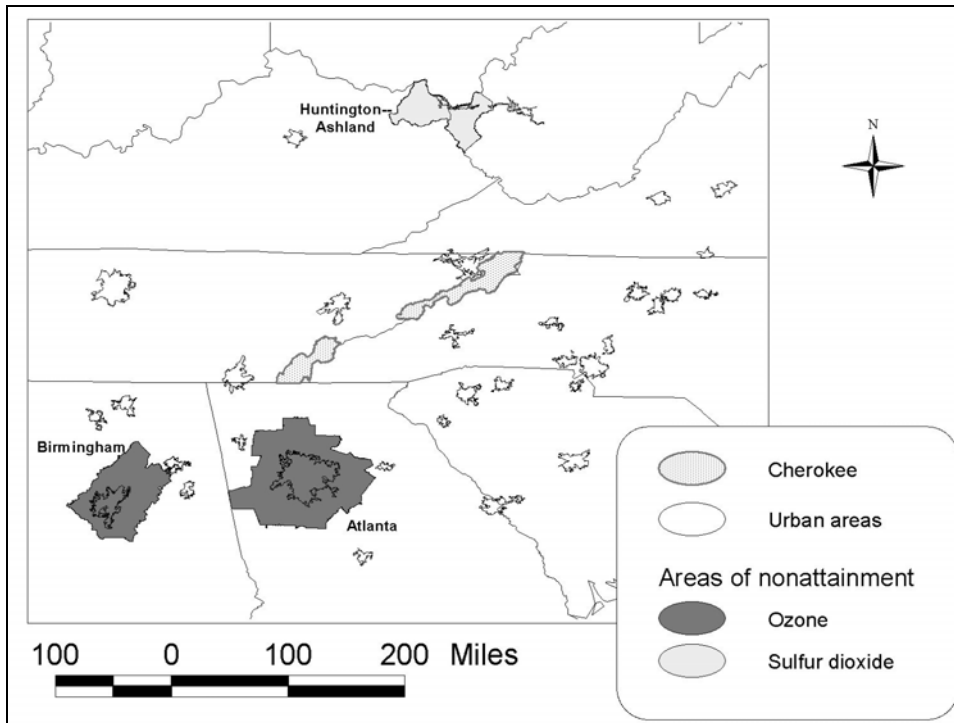 Huntington--
Ashland
N
Birmingham
Atlanta
Cherokee
Urban areas
Areas of nonattainment
Ozone
Sulfur dioxide
100 0 100 200 Miles